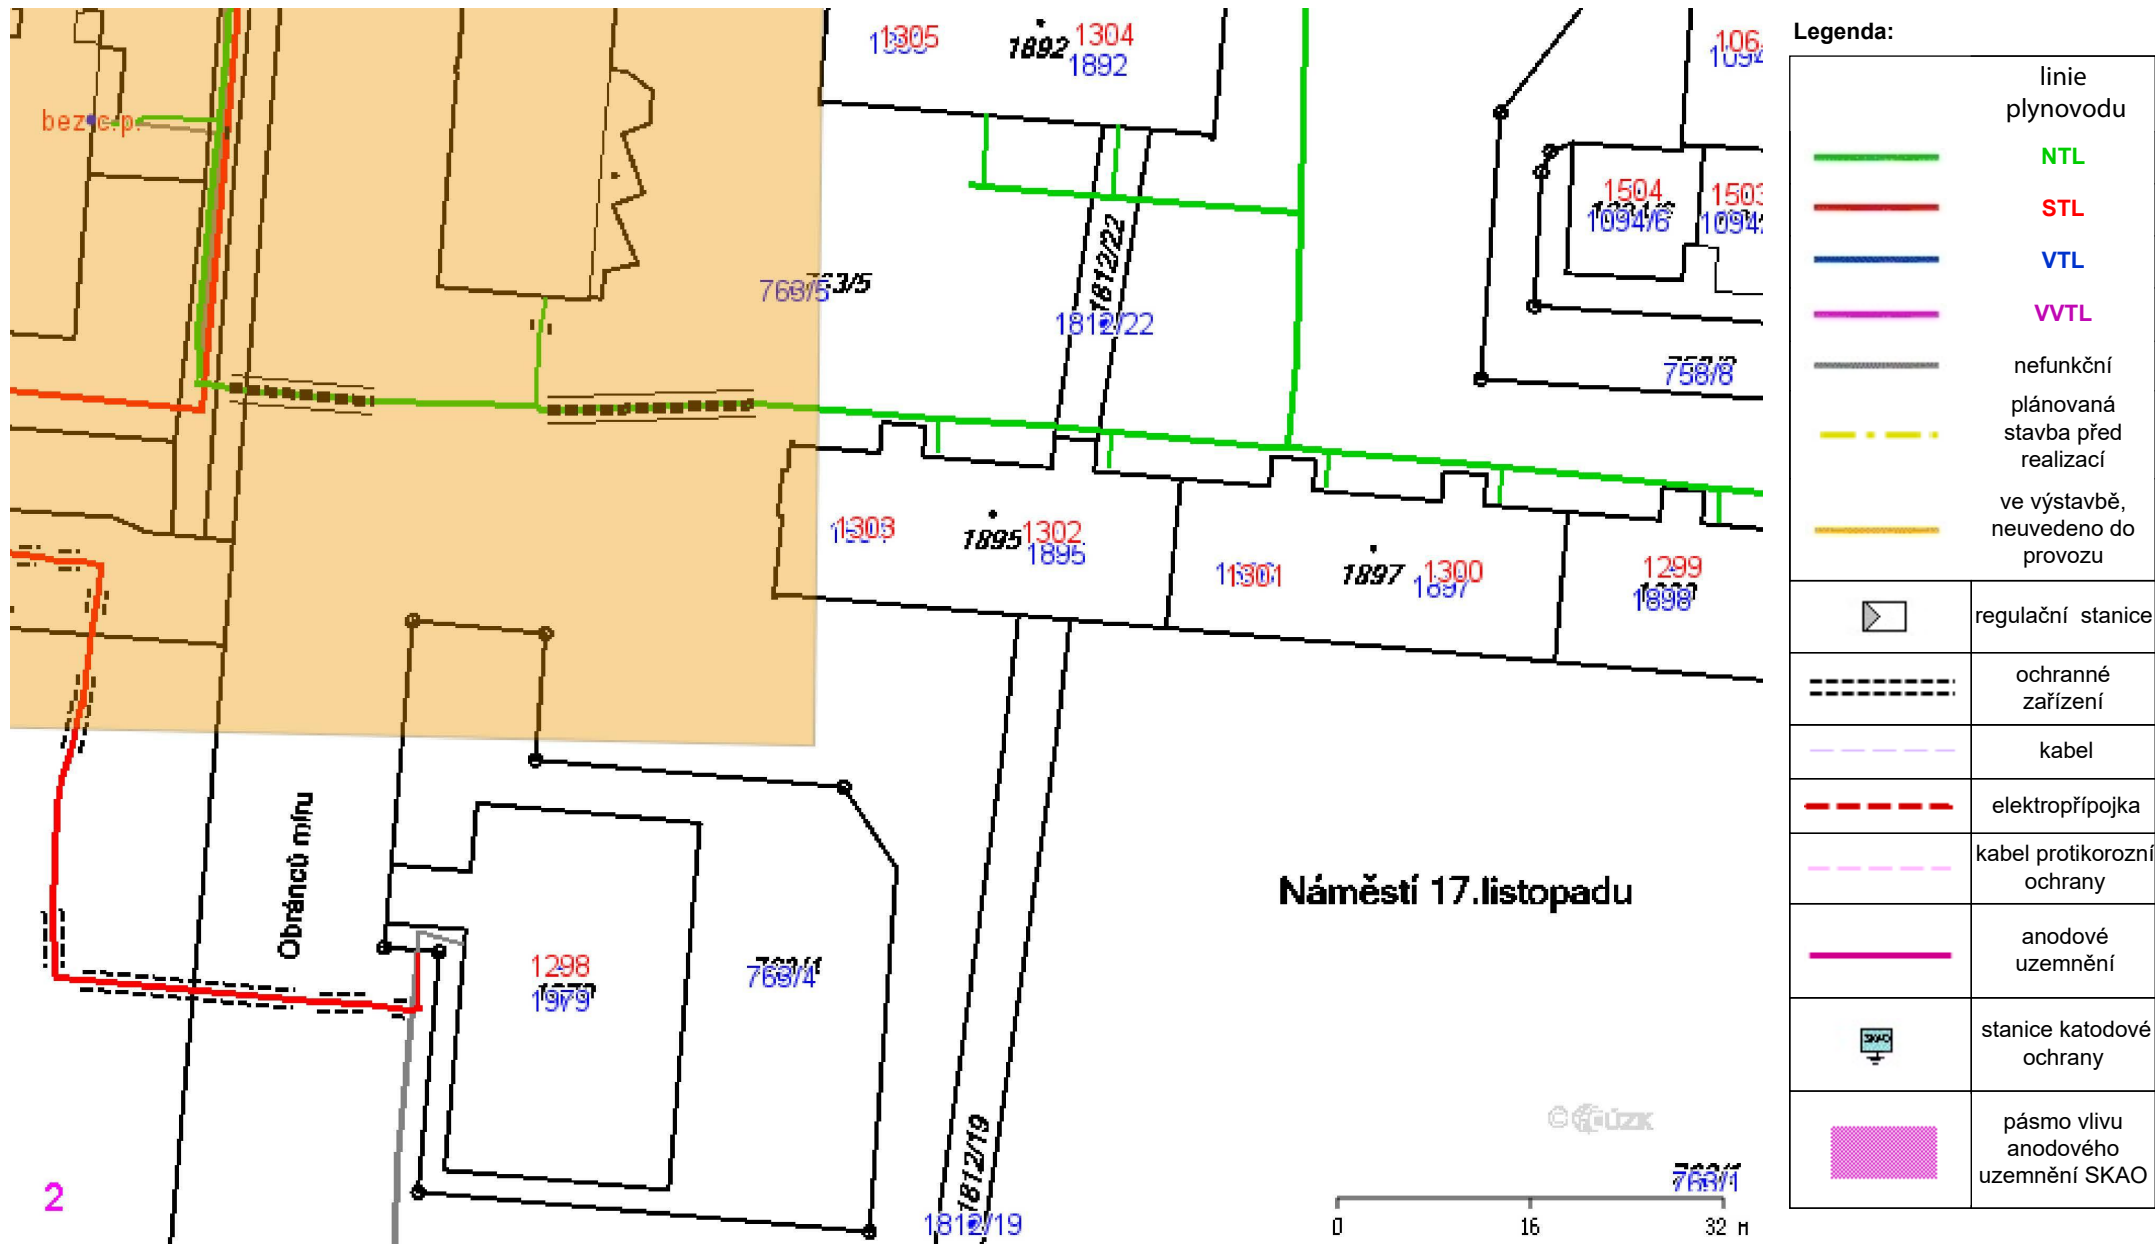 1305
1892
1304
1892
bez č.p.
1504
1094/6
763/5
763/5
1812/22
1812/22
758/8
1303
1895
1302
1895
1301
1897
1300
1897
1299
1898
Obránců míru
Náměstí 17.listopadu
1298
1979
763/4
1812/19
1812/19
763/1
2
0 16 32 m
Legenda:
linie
plynovodu
NTL
STL
VTL
VVTL
nefunkční
plánovaná
stavba před
realizací
ve výstavbě,
neuvedeno do
provozu
regulační stanice
ochranné
zařízení
kabel
elektropřípojka
kabel protikorozní
ochrany
anodové
uzemnění
SKAO
stanice katodové
ochrany
pásmo vlivu
anodového
uzemnění SKAO